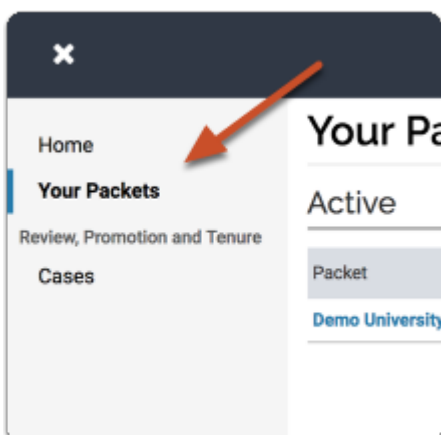 Home
Your Packets
Review, Promotion and Tenure
Cases
Your Pa
Active
Packet
Demo University